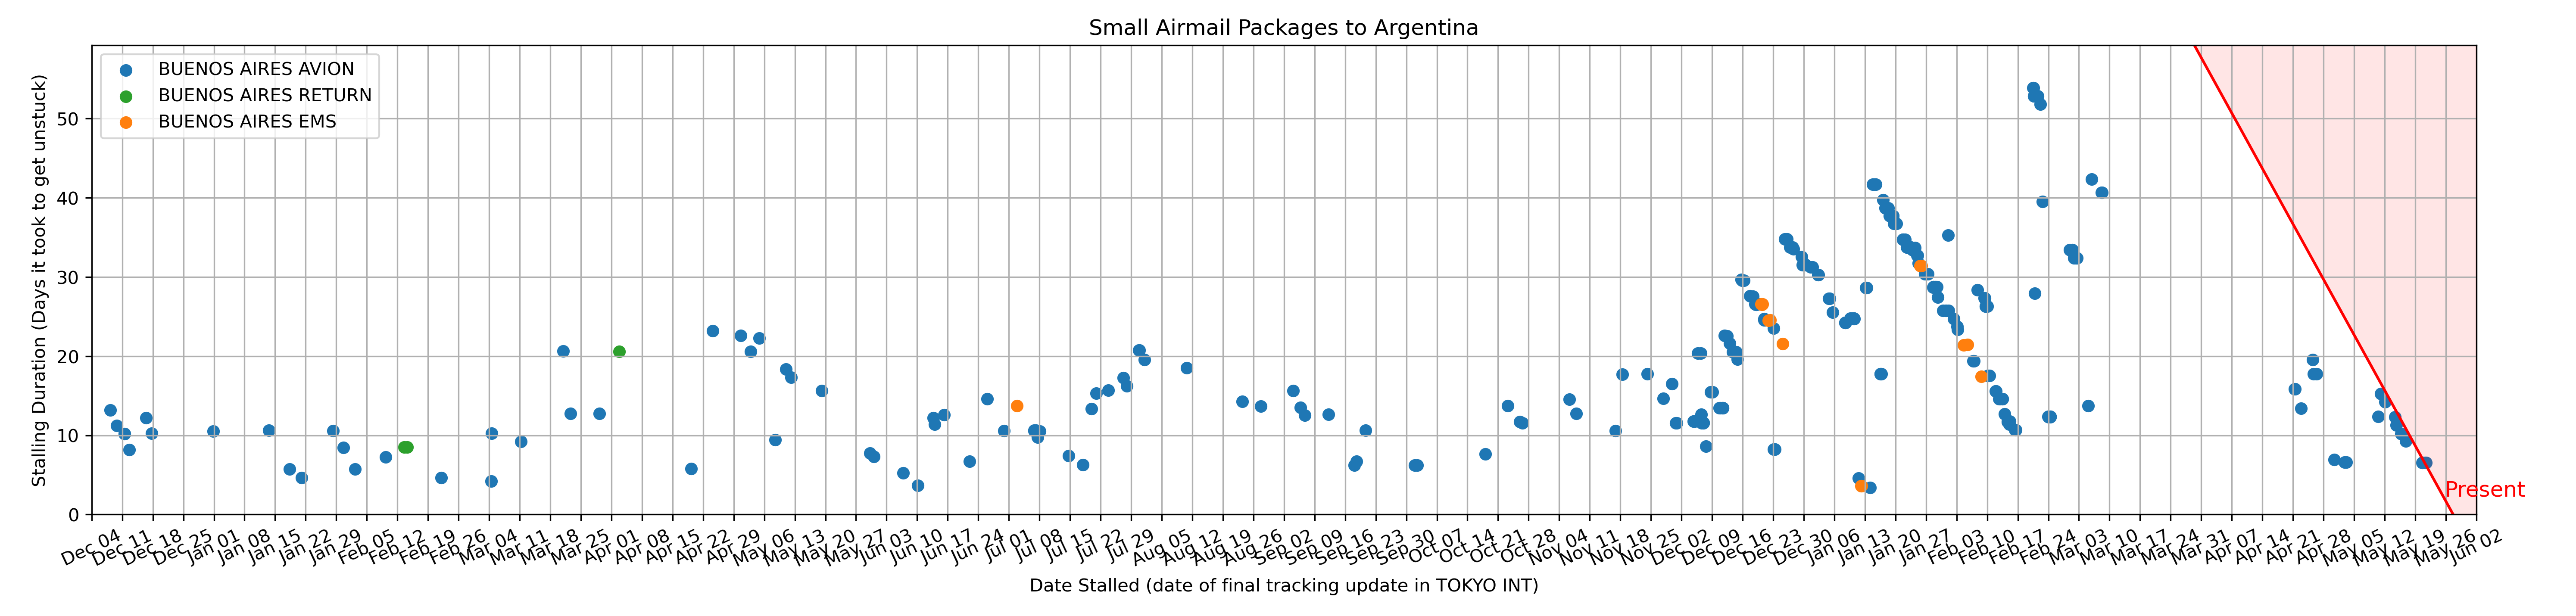 Small Airmail Packages to Argentina
BUENOS AIRES AVION
BUENOS AIRES RETURN
BUENOS AIRES EMS
Stalling Duration (Days it took to get unstuck)
50
40
30
20
10
0
Present
Dec 04
Dec 11
Dec 18
Dec 25
Jan 01
Jan 08
Jan 15
Jan 22
Jan 29
Feb 05
Feb 12
Feb 19
Feb 26
Mar 04
Mar 11
Mar 18
Mar 25
Apr 01
Apr 08
Apr 15
Apr 22
Apr 29
May 06
May 13
May 20
May 27
Jun 03
Jun 10
Jun 17
Jun 24
Jul 01
Jul 08
Jul 15
Jul 22
Jul 29
Aug 05
Aug 12
Aug 19
Aug 26
Sep 02
Sep 09
Sep 16
Sep 23
Sep 30
Oct 07
Oct 14
Oct 21
Oct 28
Nov 04
Nov 11
Nov 18
Nov 25
Dec 02
Dec 09
Dec 16
Dec 23
Dec 30
Jan 06
Jan 13
Jan 20
Jan 27
Feb 03
Feb 10
Feb 17
Feb 24
Mar 03
Mar 10
Mar 17
Mar 24
Mar 31
Apr 07
Apr 14
Apr 21
Apr 28
May 05
May 12
May 19
May 26
Jun 02
Date Stalled (date of final tracking update in TOKYO INT)